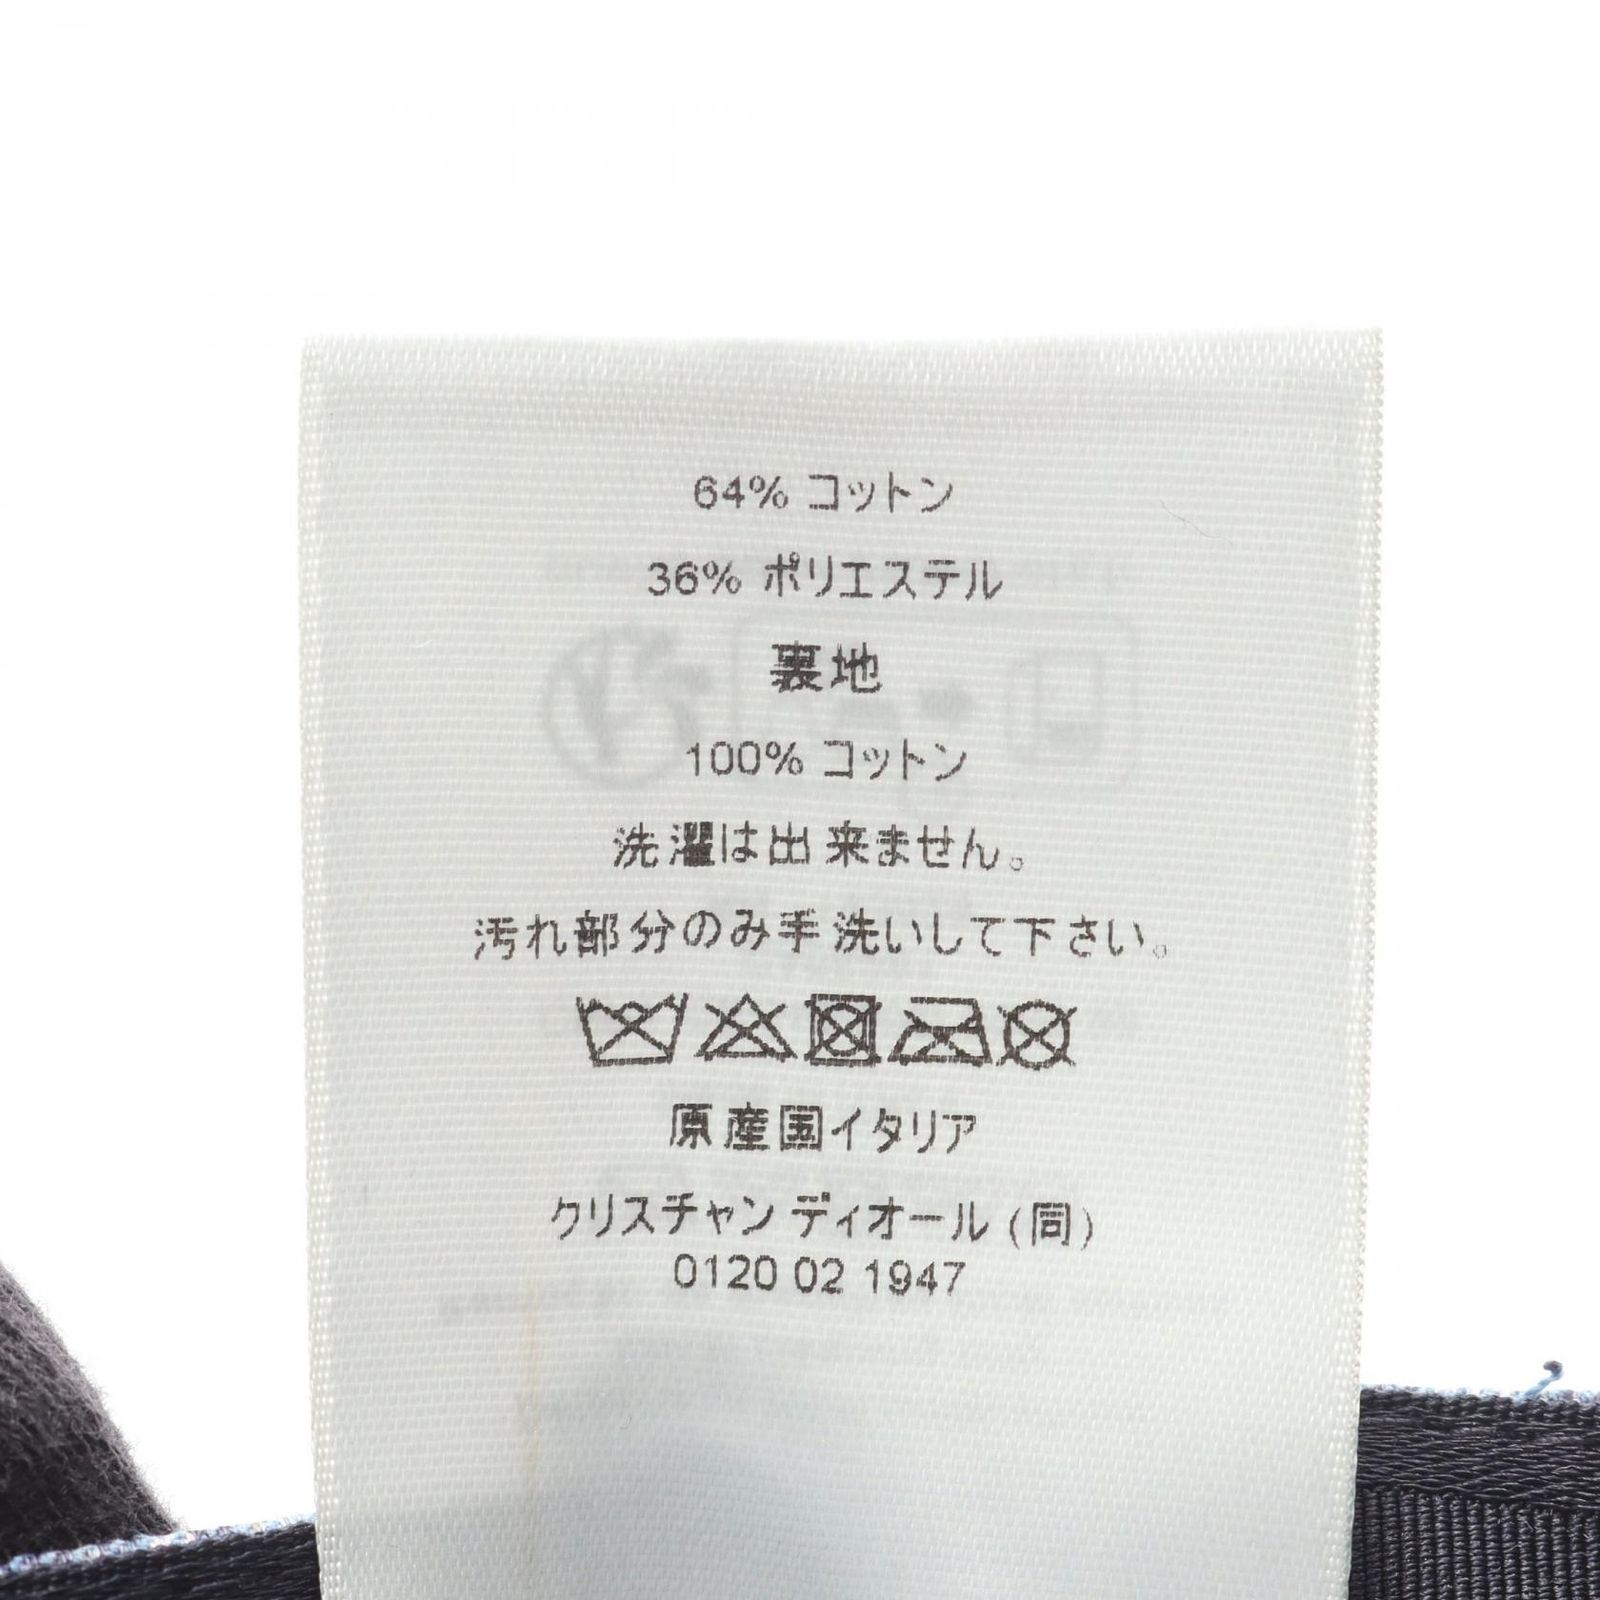 64% コットン
36% ポリエステル
裏地
100% コットン
洗濯は出来ません。
汚れ部分のみ手洗いして下さい。
原産国イタリア
クリスチャン ディオール (同)
0120 02 1947